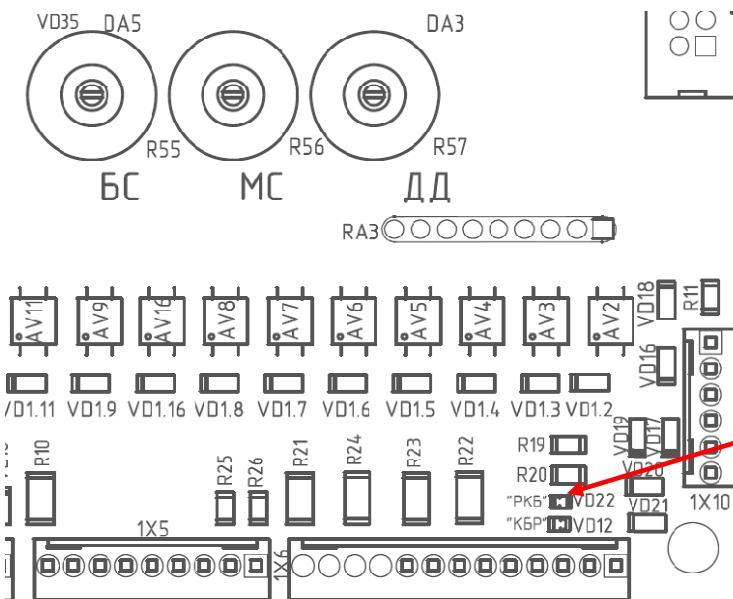 VD35 DA5 DA3
R55 R56 R57
БС МС ДД
RA3
VD18 R11
AV11 AV9 AV16 AV8 AV7 AV6 AV5 AV4 AV3 AV2
VD16
VD1.11 VD1.9 VD1.16 VD1.8 VD1.7 VD1.6 VD1.5 VD1.4 VD1.3 VD1.2
VD19 VD17
R10 R25 R26 R21 R24 R23 R22 R19
R20 VD20
"РКБ" VD22 VD21 1X10
"КБР" VD12
1X5 1X6